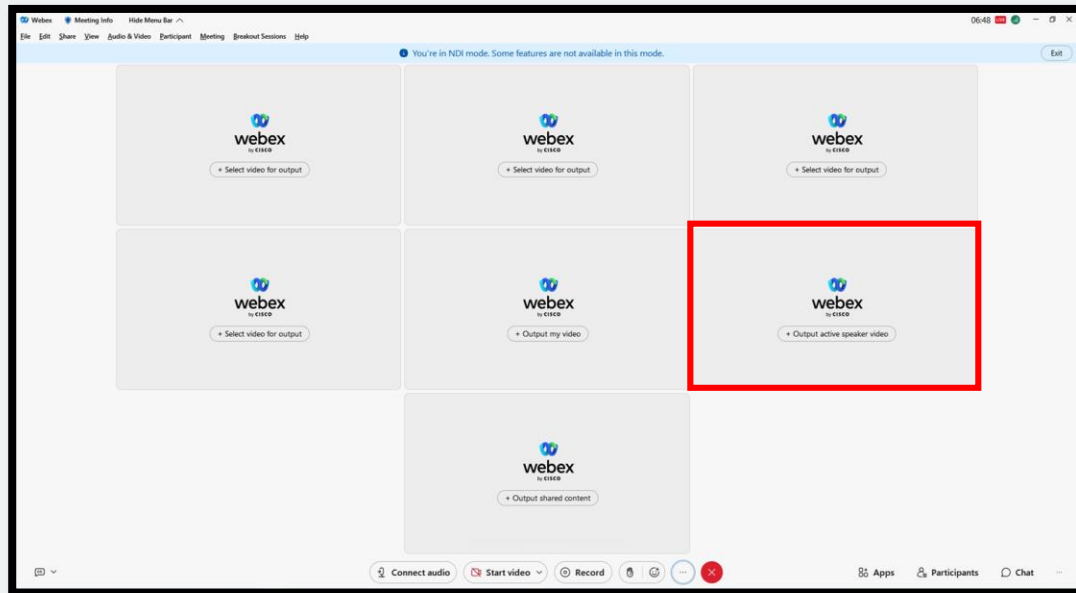 Webex Meeting Info Hide Menu Bar 06:48 LIVE
File Edit Share View Audio & Video Participant Meeting Breakout Sessions Help
You're in NDI mode. Some features are not available in this mode. Exit
webex webex webex
by CISCO by CISCO by CISCO
+ Select video for output + Select video for output + Select video for output
webex webex webex
by CISCO by CISCO by CISCO
+ Select video for output + Output my video + Output active speaker video
webex
by CISCO
+ Output shared content
Connect audio Start video Record Apps Participants Chat